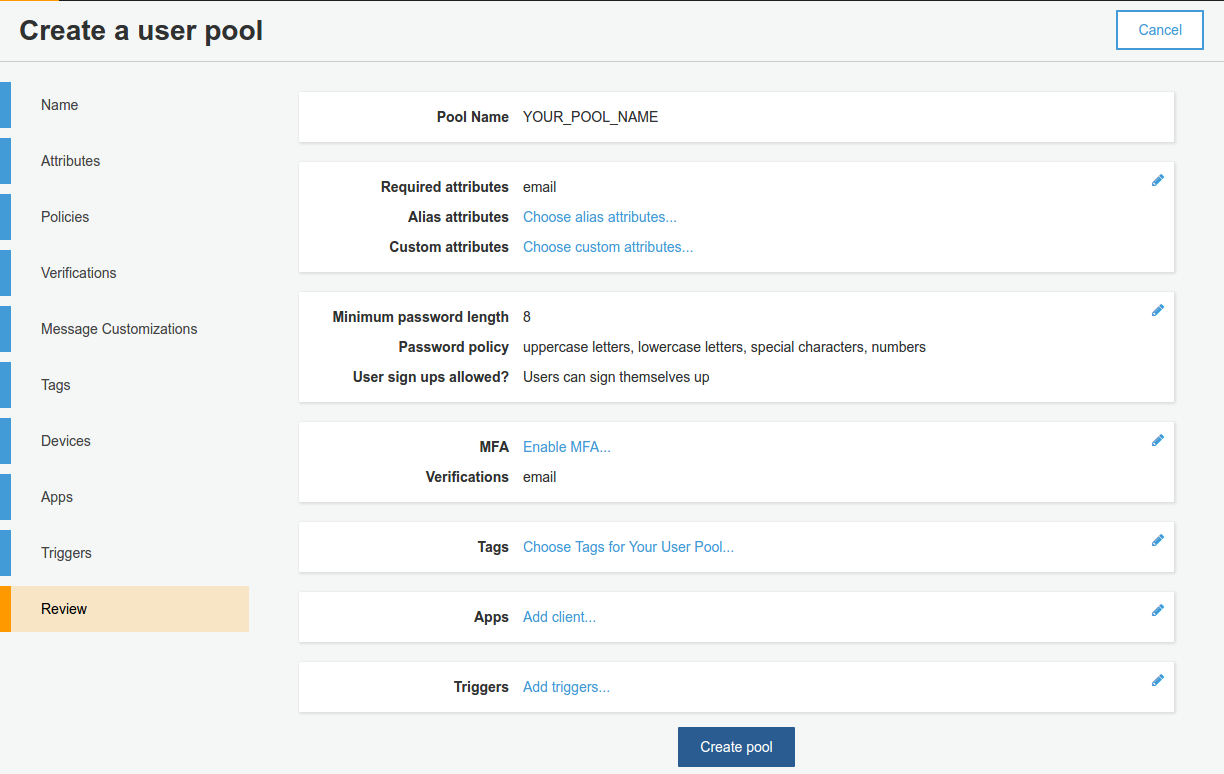 Create a user pool
Cancel
Name
Attributes
Policies
Verifications
Message Customizations
Tags
Devices
Apps
Triggers
Review
Pool Name YOUR_POOL_NAME
Required attributes email
Alias attributes Choose alias attributes...
Custom attributes Choose custom attributes...
Minimum password length 8
Password policy uppercase letters, lowercase letters, special characters, numbers
User sign ups allowed? Users can sign themselves up
MFA Enable MFA...
Verifications email
Tags Choose Tags for Your User Pool...
Apps Add client...
Triggers Add triggers...
Create pool